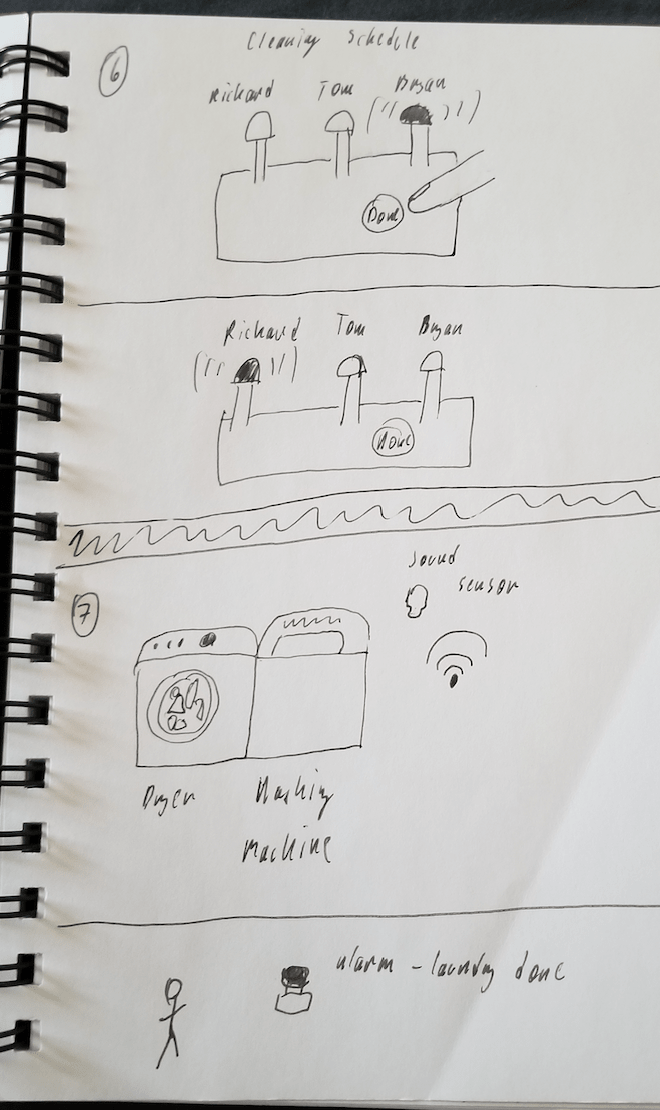 Cleaning Schedule
6
Richard Tom Bryan
Done
Richard Tom Bryan
Done
7
sound
sensor
Dryer Washing
Machine
alarm - laundry done